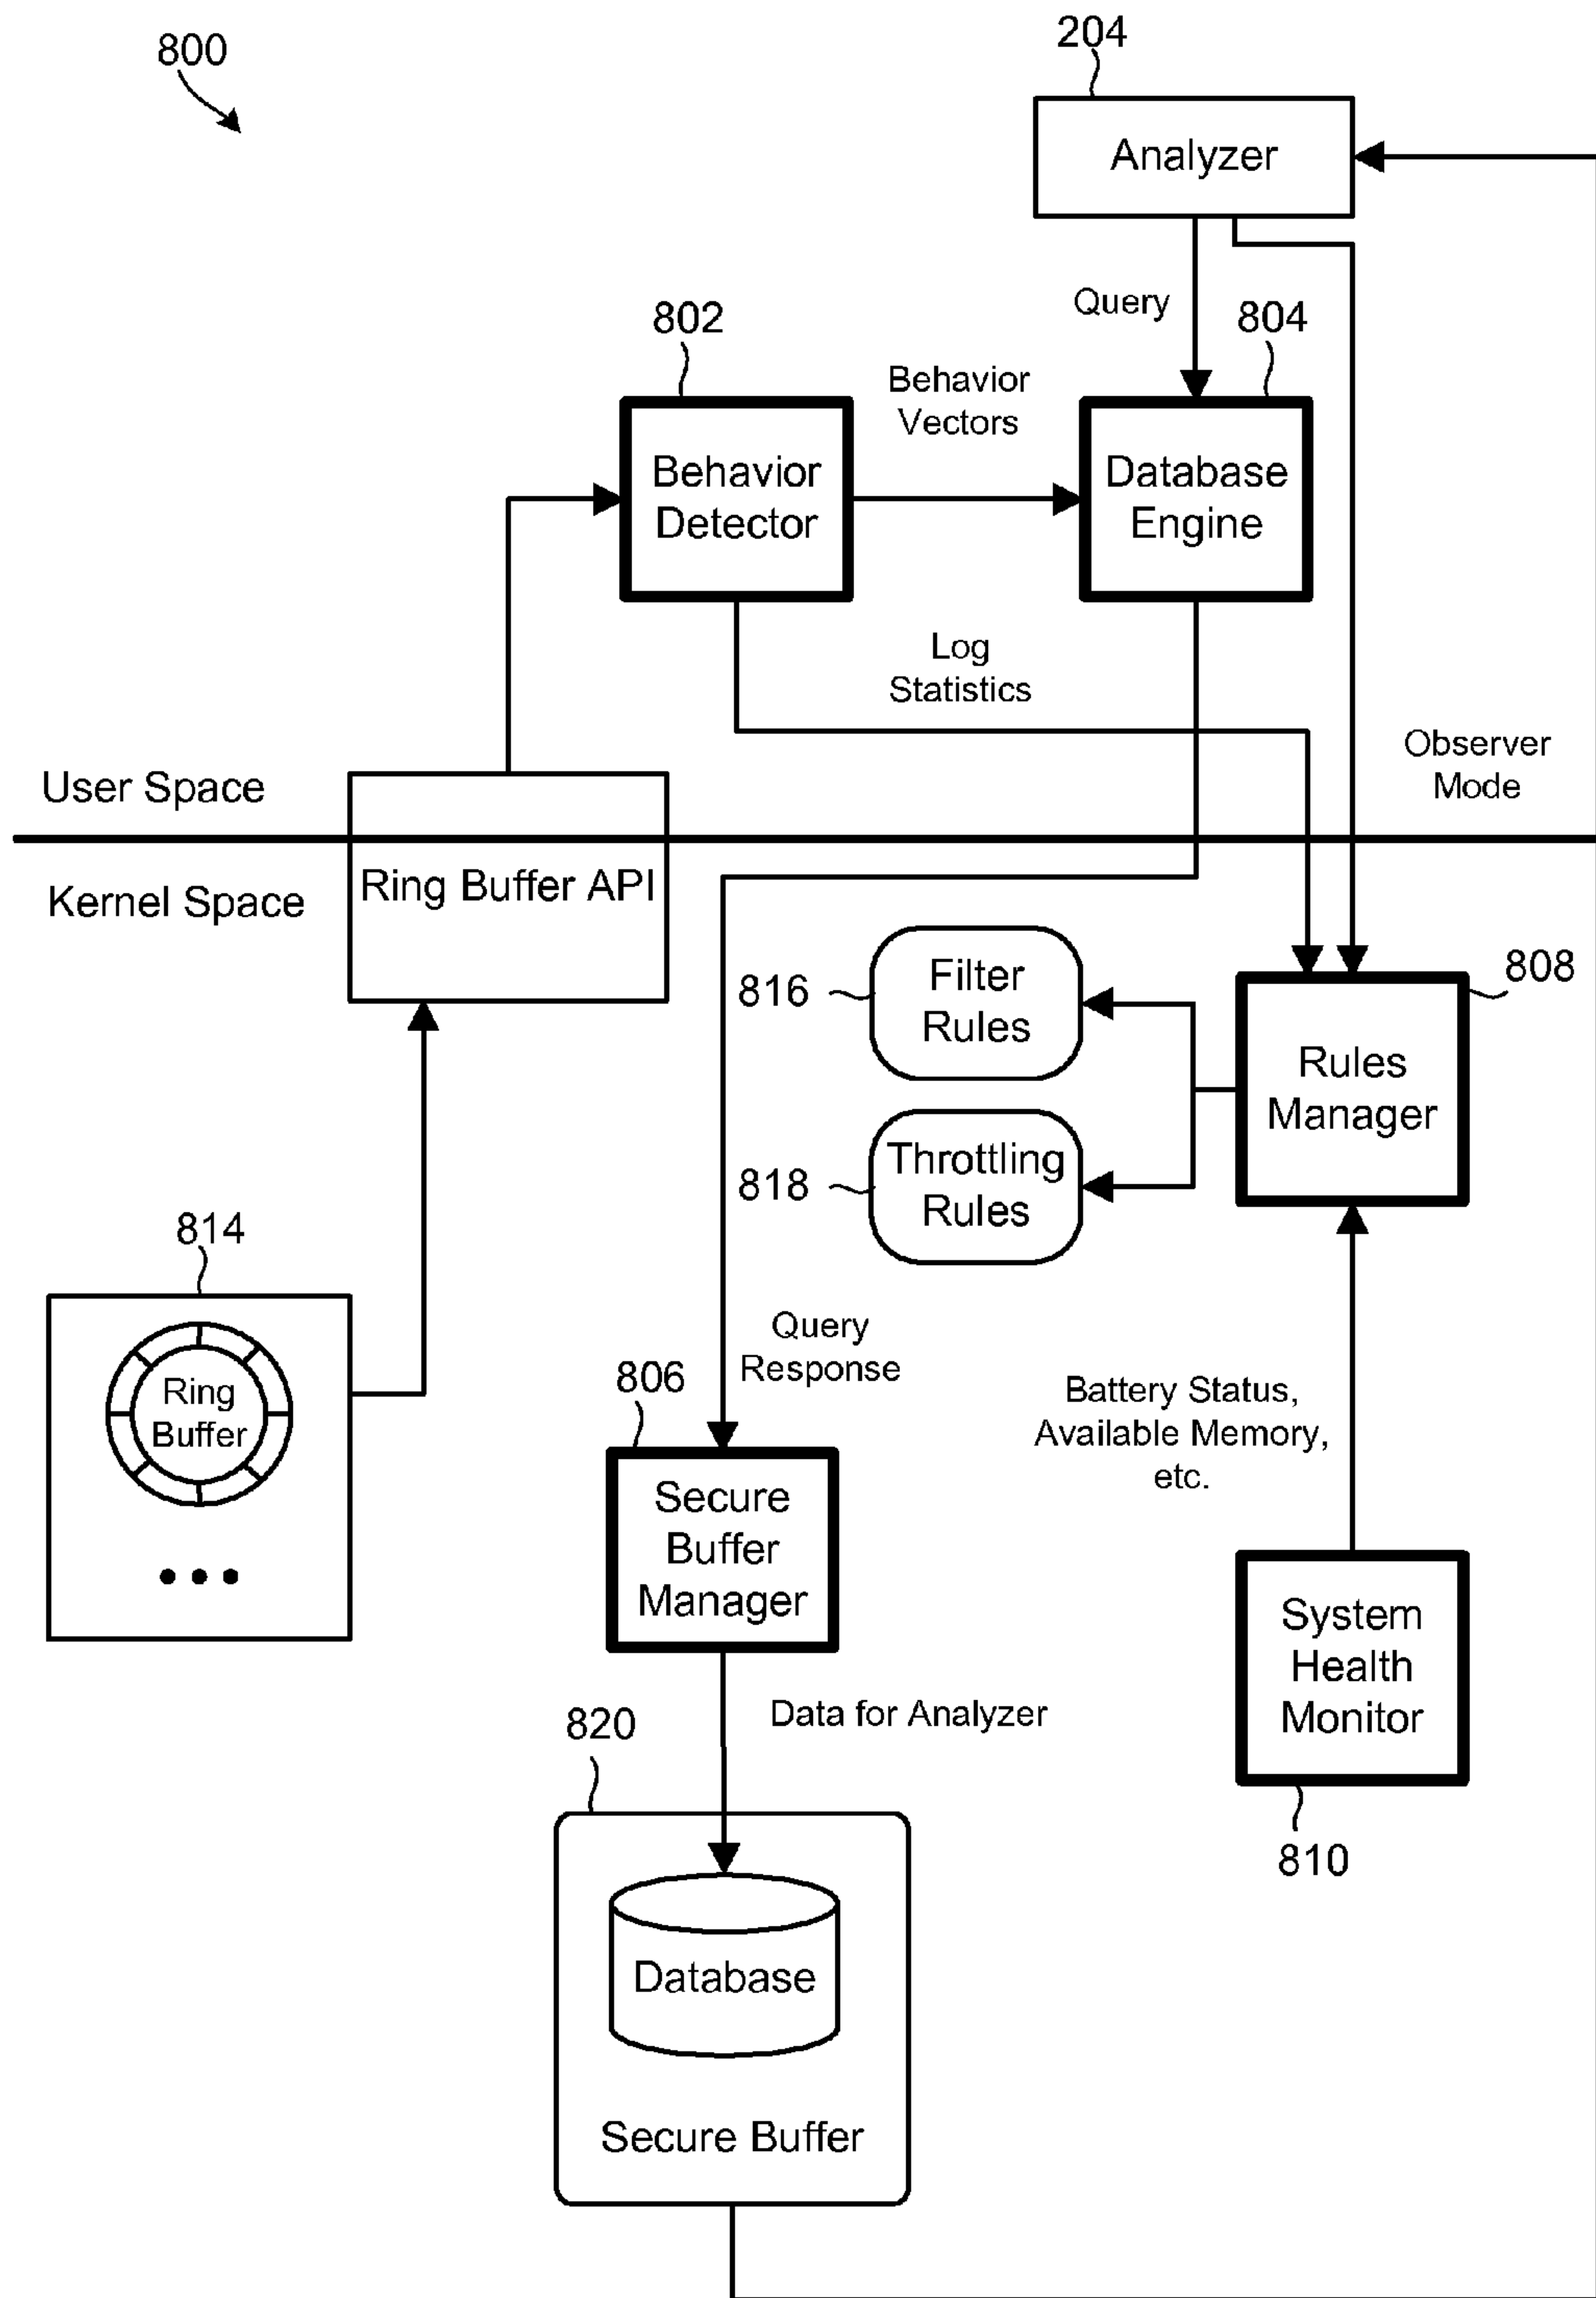 800
204
Analyzer
Query
804
802
Behavior
Vectors
Behavior
Detector
Database
Engine
Log
Statistics
Observer
Mode
User Space
Kernel Space
Ring Buffer API
808
816
Filter
Rules
Rules
Manager
818
Throttling
Rules
814
Ring
Buffer
Query
Response
806
Battery Status,
Available Memory,
etc.
Secure
Buffer
Manager
System
Health
Monitor
Data for Analyzer
820
810
Database
Secure Buffer